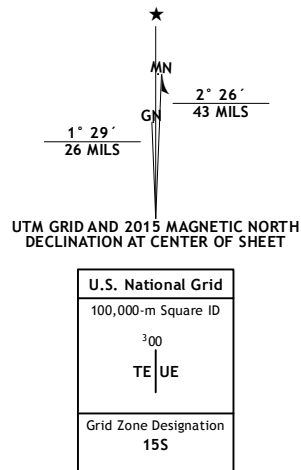 ★
MN
GN
2° 26´
43 MILS
1° 29´
26 MILS
UTM GRID AND 2015 MAGNETIC NORTH
DECLINATION AT CENTER OF SHEET
U.S. National Grid
100,000-m Square ID
³00
TE UE
Grid Zone Designation
15S